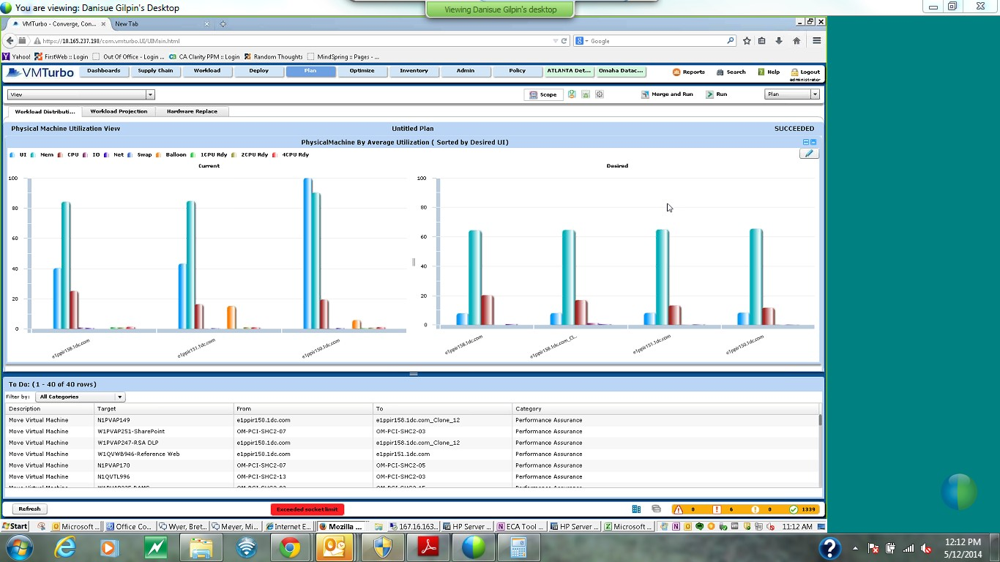 You are viewing: Danisue Gilpin's Desktop
Viewing Danisue Gilpin's desktop
VMTurbo - Converge, Con...
New Tab
https://10.165.237.198/com.vmturbo.UI/UIMain.html
Google
Yahoo! FirstWeb :: Login Out Of Office - Login ... CA Clarity PPM :: Login Random Thoughts MindSpring :: Pages - ...
VMTurbo Dashboards Supply Chain Workload Deploy Plan Optimize Inventory Admin Policy ATLANTA Det... Omaha Datac... Reports Search Help Logout
administrator
View Scope Merge and Run Run Plan
Workload Distributi... Workload Projection Hardware Replace
Physical Machine Utilization View Untitled Plan SUCCEEDED
PhysicalMachine By Average Utilization ( Sorted by Desired UI)
UI Mem CPU IO Net Swap Balloon 1CPU Rdy 2CPU Rdy 4CPU Rdy
Current Desired
100 100
80 80
60 60
40 40
20 20
0 0
e1ppir158.1dc.com e1ppir151.1dc.com e1ppir150.1dc.com e1ppir158.1dc.com e1ppir158.1dc.com_Cl... e1ppir151.1dc.com e1ppir150.1dc.com
To Do: (1 - 40 of 40 rows)
Filter by: All Categories
Description Target From To Category
Move Virtual Machine N1PVAP149 e1ppir150.1dc.com e1ppir158.1dc.com_Clone_12 Performance Assurance
Move Virtual Machine W1PVAP251-SharePoint OM-PCI-SHC2-07 OM-PCI-SHC2-03 Performance Assurance
Move Virtual Machine W1PVAP247-RSA DLP e1ppir150.1dc.com e1ppir158.1dc.com_Clone_12 Performance Assurance
Move Virtual Machine W1QVWB946-Reference Web e1ppir150.1dc.com e1ppir151.1dc.com Performance Assurance
Move Virtual Machine N1PVAP170 OM-PCI-SHC2-07 OM-PCI-SHC2-05 Performance Assurance
Move Virtual Machine N1QVTL996 OM-PCI-SHC2-13 OM-PCI-SHC2-03 Performance Assurance
Refresh Exceeded socket limit 0 6 0 1339
Start Microsoft ... Office Co... Wyer, Bret... Meyer, Mi... Internet E... Mozilla ... 167.16.163... HP Server ... ECA Tool ... HP Server ... Microsoft ... 11:12 AM
12:12 PM
5/12/2014